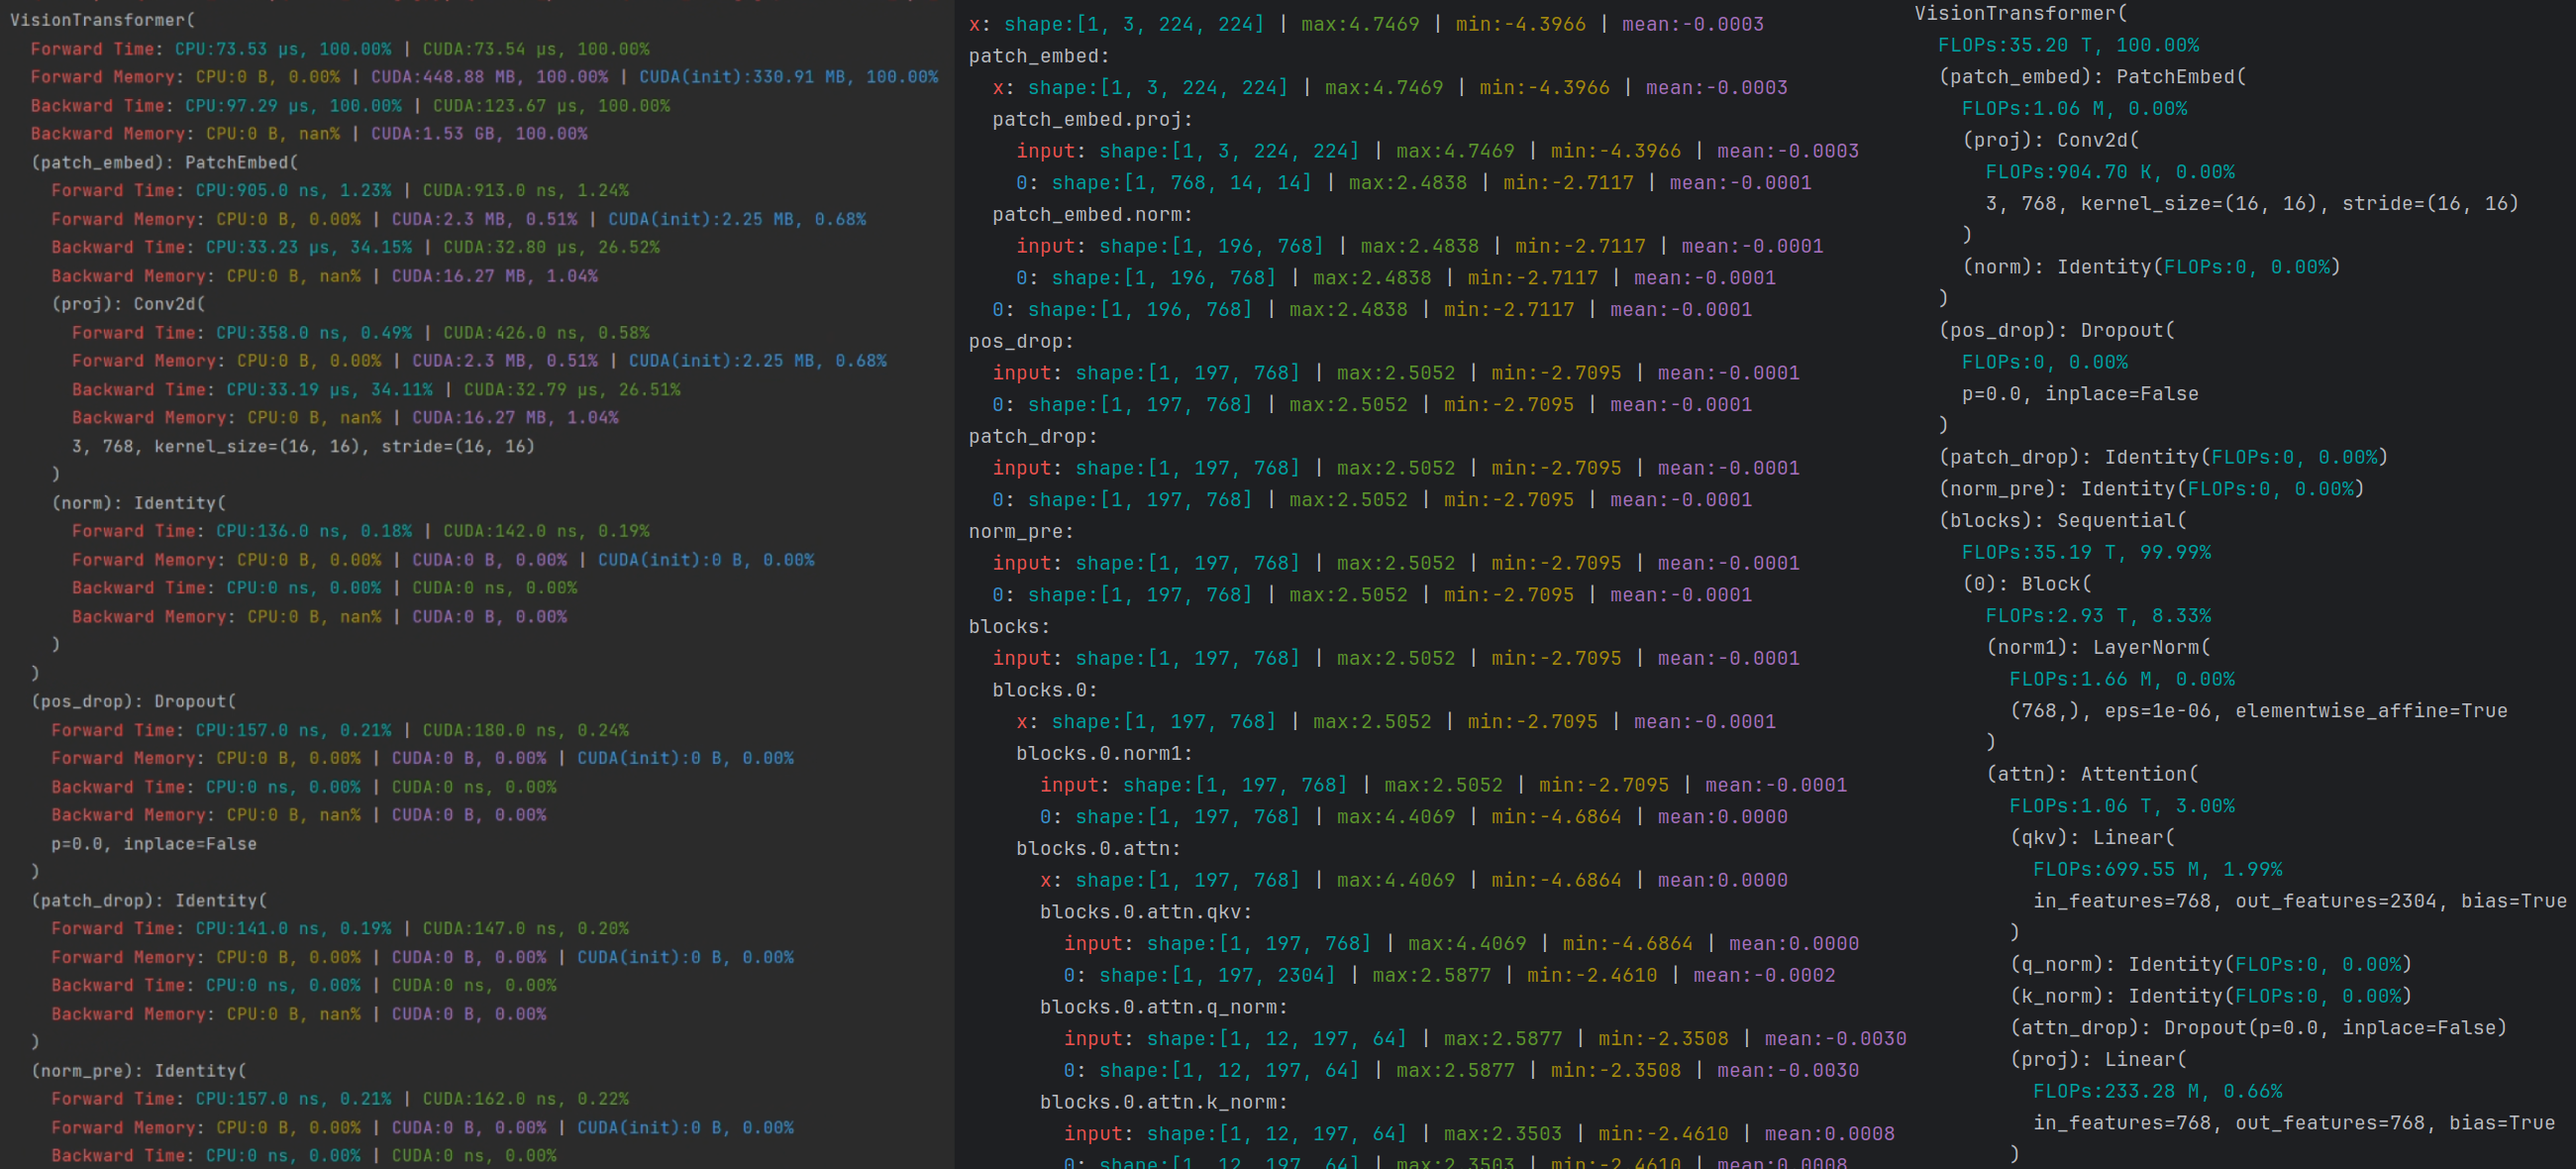 VisionTransformer(
Forward Time: CPU:73.53 µs, 100.00% | CUDA:73.54 µs, 100.00%
Forward Memory: CPU:0 B, 0.00% | CUDA:448.88 MB, 100.00% | CUDA(init):330.91 MB, 100.00%
Backward Time: CPU:97.29 µs, 100.00% | CUDA:123.67 µs, 100.00%
Backward Memory: CPU:0 B, nan% | CUDA:1.53 GB, 100.00%
(patch_embed): PatchEmbed(
Forward Time: CPU:905.0 ns, 1.23% | CUDA:913.0 ns, 1.24%
Forward Memory: CPU:0 B, 0.00% | CUDA:2.3 MB, 0.51% | CUDA(init):2.25 MB, 0.68%
Backward Time: CPU:33.23 µs, 34.15% | CUDA:32.80 µs, 26.52%
Backward Memory: CPU:0 B, nan% | CUDA:16.27 MB, 1.04%
(proj): Conv2d(
Forward Time: CPU:358.0 ns, 0.49% | CUDA:426.0 ns, 0.58%
Forward Memory: CPU:0 B, 0.00% | CUDA:2.3 MB, 0.51% | CUDA(init):2.25 MB, 0.68%
Backward Time: CPU:33.19 µs, 34.11% | CUDA:32.79 µs, 26.51%
Backward Memory: CPU:0 B, nan% | CUDA:16.27 MB, 1.04%
3, 768, kernel_size=(16, 16), stride=(16, 16)
)
(norm): Identity(
Forward Time: CPU:136.0 ns, 0.18% | CUDA:142.0 ns, 0.19%
Forward Memory: CPU:0 B, 0.00% | CUDA:0 B, 0.00% | CUDA(init):0 B, 0.00%
Backward Time: CPU:0 ns, 0.00% | CUDA:0 ns, 0.00%
Backward Memory: CPU:0 B, nan% | CUDA:0 B, 0.00%
)
)
(pos_drop): Dropout(
Forward Time: CPU:157.0 ns, 0.21% | CUDA:180.0 ns, 0.24%
Forward Memory: CPU:0 B, 0.00% | CUDA:0 B, 0.00% | CUDA(init):0 B, 0.00%
Backward Time: CPU:0 ns, 0.00% | CUDA:0 ns, 0.00%
Backward Memory: CPU:0 B, nan% | CUDA:0 B, 0.00%
p=0.0, inplace=False
)
(patch_drop): Identity(
Forward Time: CPU:141.0 ns, 0.19% | CUDA:147.0 ns, 0.20%
Forward Memory: CPU:0 B, 0.00% | CUDA:0 B, 0.00% | CUDA(init):0 B, 0.00%
Backward Time: CPU:0 ns, 0.00% | CUDA:0 ns, 0.00%
Backward Memory: CPU:0 B, nan% | CUDA:0 B, 0.00%
)
(norm_pre): Identity(
Forward Time: CPU:157.0 ns, 0.21% | CUDA:162.0 ns, 0.22%
Forward Memory: CPU:0 B, 0.00% | CUDA:0 B, 0.00% | CUDA(init):0 B, 0.00%
Backward Time: CPU:0 ns, 0.00% | CUDA:0 ns, 0.00%
x: shape:[1, 3, 224, 224] | max:4.7469 | min:-4.3966 | mean:-0.0003
patch_embed:
x: shape:[1, 3, 224, 224] | max:4.7469 | min:-4.3966 | mean:-0.0003
patch_embed.proj:
input: shape:[1, 3, 224, 224] | max:4.7469 | min:-4.3966 | mean:-0.0003
0: shape:[1, 768, 14, 14] | max:2.4838 | min:-2.7117 | mean:-0.0001
patch_embed.norm:
input: shape:[1, 196, 768] | max:2.4838 | min:-2.7117 | mean:-0.0001
0: shape:[1, 196, 768] | max:2.4838 | min:-2.7117 | mean:-0.0001
0: shape:[1, 196, 768] | max:2.4838 | min:-2.7117 | mean:-0.0001
pos_drop:
input: shape:[1, 197, 768] | max:2.5052 | min:-2.7095 | mean:-0.0001
0: shape:[1, 197, 768] | max:2.5052 | min:-2.7095 | mean:-0.0001
patch_drop:
input: shape:[1, 197, 768] | max:2.5052 | min:-2.7095 | mean:-0.0001
0: shape:[1, 197, 768] | max:2.5052 | min:-2.7095 | mean:-0.0001
norm_pre:
input: shape:[1, 197, 768] | max:2.5052 | min:-2.7095 | mean:-0.0001
0: shape:[1, 197, 768] | max:2.5052 | min:-2.7095 | mean:-0.0001
blocks:
input: shape:[1, 197, 768] | max:2.5052 | min:-2.7095 | mean:-0.0001
blocks.0:
x: shape:[1, 197, 768] | max:2.5052 | min:-2.7095 | mean:-0.0001
blocks.0.norm1:
input: shape:[1, 197, 768] | max:2.5052 | min:-2.7095 | mean:-0.0001
0: shape:[1, 197, 768] | max:4.4069 | min:-4.6864 | mean:0.0000
blocks.0.attn:
x: shape:[1, 197, 768] | max:4.4069 | min:-4.6864 | mean:0.0000
blocks.0.attn.qkv:
input: shape:[1, 197, 768] | max:4.4069 | min:-4.6864 | mean:0.0000
0: shape:[1, 197, 2304] | max:2.5877 | min:-2.4610 | mean:-0.0002
blocks.0.attn.q_norm:
input: shape:[1, 12, 197, 64] | max:2.5877 | min:-2.3508 | mean:-0.0030
0: shape:[1, 12, 197, 64] | max:2.5877 | min:-2.3508 | mean:-0.0030
blocks.0.attn.k_norm:
input: shape:[1, 12, 197, 64] | max:2.3503 | min:-2.4610 | mean:0.0008
0: shape:[1, 12, 197, 64] | max:2.3503 | min:-2.4610 | mean:0.0008
VisionTransformer(
FLOPs:35.20 T, 100.00%
(patch_embed): PatchEmbed(
FLOPs:1.06 M, 0.00%
(proj): Conv2d(
FLOPs:904.70 K, 0.00%
3, 768, kernel_size=(16, 16), stride=(16, 16)
)
(norm): Identity(FLOPs:0, 0.00%)
)
(pos_drop): Dropout(
FLOPs:0, 0.00%
p=0.0, inplace=False
)
(patch_drop): Identity(FLOPs:0, 0.00%)
(norm_pre): Identity(FLOPs:0, 0.00%)
(blocks): Sequential(
FLOPs:35.19 T, 99.99%
(0): Block(
FLOPs:2.93 T, 8.33%
(norm1): LayerNorm(
FLOPs:1.66 M, 0.00%
(768,), eps=1e-06, elementwise_affine=True
)
(attn): Attention(
FLOPs:1.06 T, 3.00%
(qkv): Linear(
FLOPs:699.55 M, 1.99%
in_features=768, out_features=2304, bias=True
)
(q_norm): Identity(FLOPs:0, 0.00%)
(k_norm): Identity(FLOPs:0, 0.00%)
(attn_drop): Dropout(p=0.0, inplace=False)
(proj): Linear(
FLOPs:233.28 M, 0.66%
in_features=768, out_features=768, bias=True
)